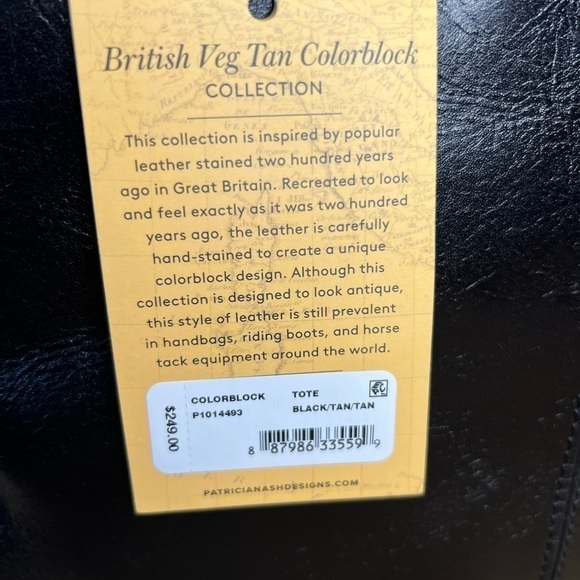 British Veg Tan Colorblock
COLLECTION
This collection is inspired by popular
leather stained two hundred years
ago in Great Britain. Recreated to look
and feel exactly as it was two hundred
years ago, the leather is carefully
hand-stained to create a unique
colorblock design. Although this
collection is designed to look antique,
this style of leather is still prevalent
in handbags, riding boots, and horse
tack equipment around the world.
$249.00
COLORBLOCK TOTE
P1014493 BLACK/TAN/TAN
8 87986 33559 9
PATRICIANASHDESIGNS.COM